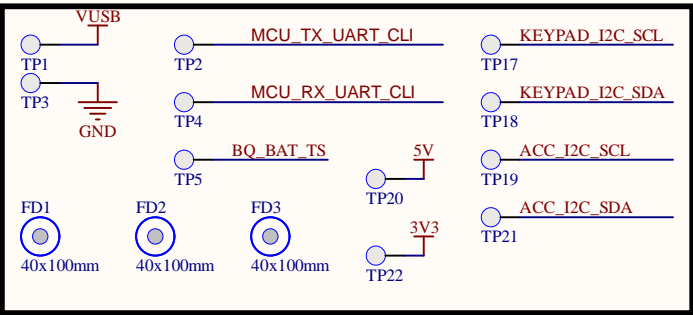 VUSB
TP1
TP3
GND
MCU_TX_UART_CLI
TP2
MCU_RX_UART_CLI
TP4
BQ_BAT_TS
TP5
5V
TP20
3V3
TP22
KEYPAD_I2C_SCL
TP17
KEYPAD_I2C_SDA
TP18
ACC_I2C_SCL
TP19
ACC_I2C_SDA
TP21
FD1
40x100mm
FD2
40x100mm
FD3
40x100mm